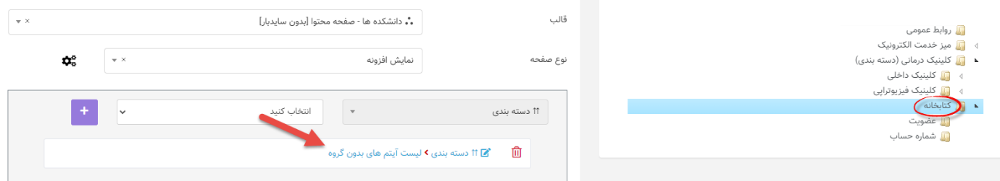 روابط عمومی
میز خدمت الکترونیک
کلینیک درمانی (دسته بندی)
کلینیک داخلی
کلینیک فیزیوتراپی
کتابخانه
عضویت
شماره حساب
قالب
دانشکده ها - صفحه محتوا [بدون سایدبار]
نوع صفحه
نمایش افزونه
دسته بندی
انتخاب کنید
+
دسته بندی > لیست آیتم های بدون گروه